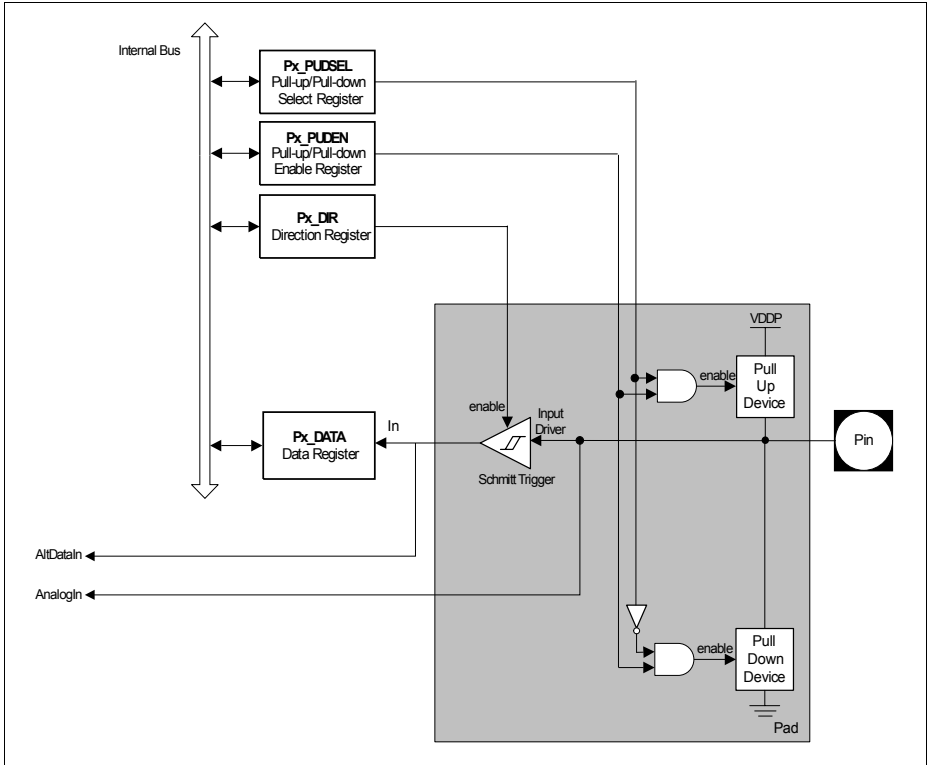 Internal Bus
Px_PUDSEL
Pull-up/Pull-down
Select Register
Px_PUDEN
Pull-up/Pull-down
Enable Register
Px_DIR
Direction Register
VDDP
enable
Pull
Up
Device
enable
Input
Driver
In
Px_DATA
Data Register
Schmitt Trigger
Pin
AltDataIn
AnalogIn
enable
Pull
Down
Device
Pad